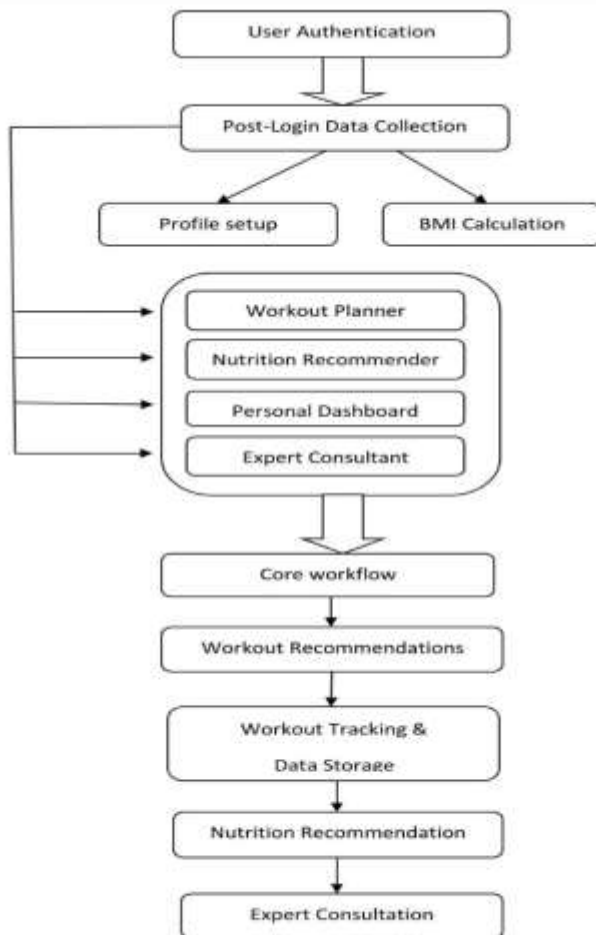 User Authentication
Post-Login Data Collection
Profile setup
BMI Calculation
Workout Planner
Nutrition Recommender
Personal Dashboard
Expert Consultant
Core workflow
Workout Recommendations
Workout Tracking &
Data Storage
Nutrition Recommendation
Expert Consultation